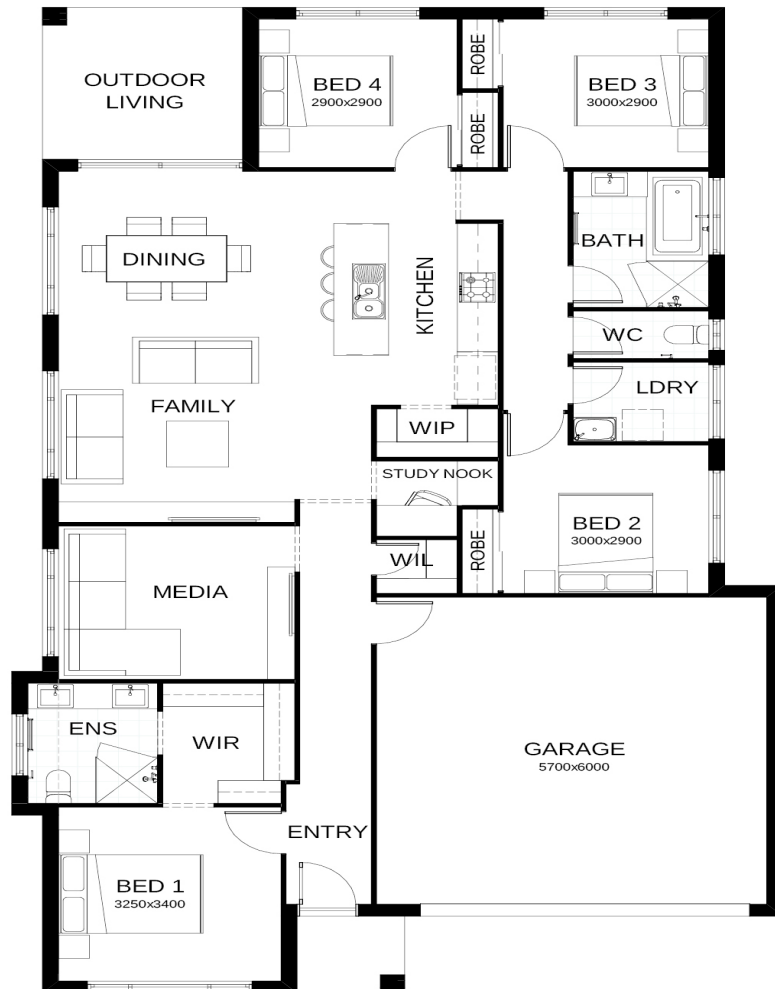 OUTDOOR
LIVING
BED 4
2900x2900
ROBE
ROBE
BED 3
3000x2900
DINING
KITCHEN
BATH
WC
LDRY
FAMILY
WIP
STUDY NOOK
BED 2
3000x2900
ROBE
WIL
MEDIA
ENS
WIR
GARAGE
5700x6000
ENTRY
BED 1
3250x3400